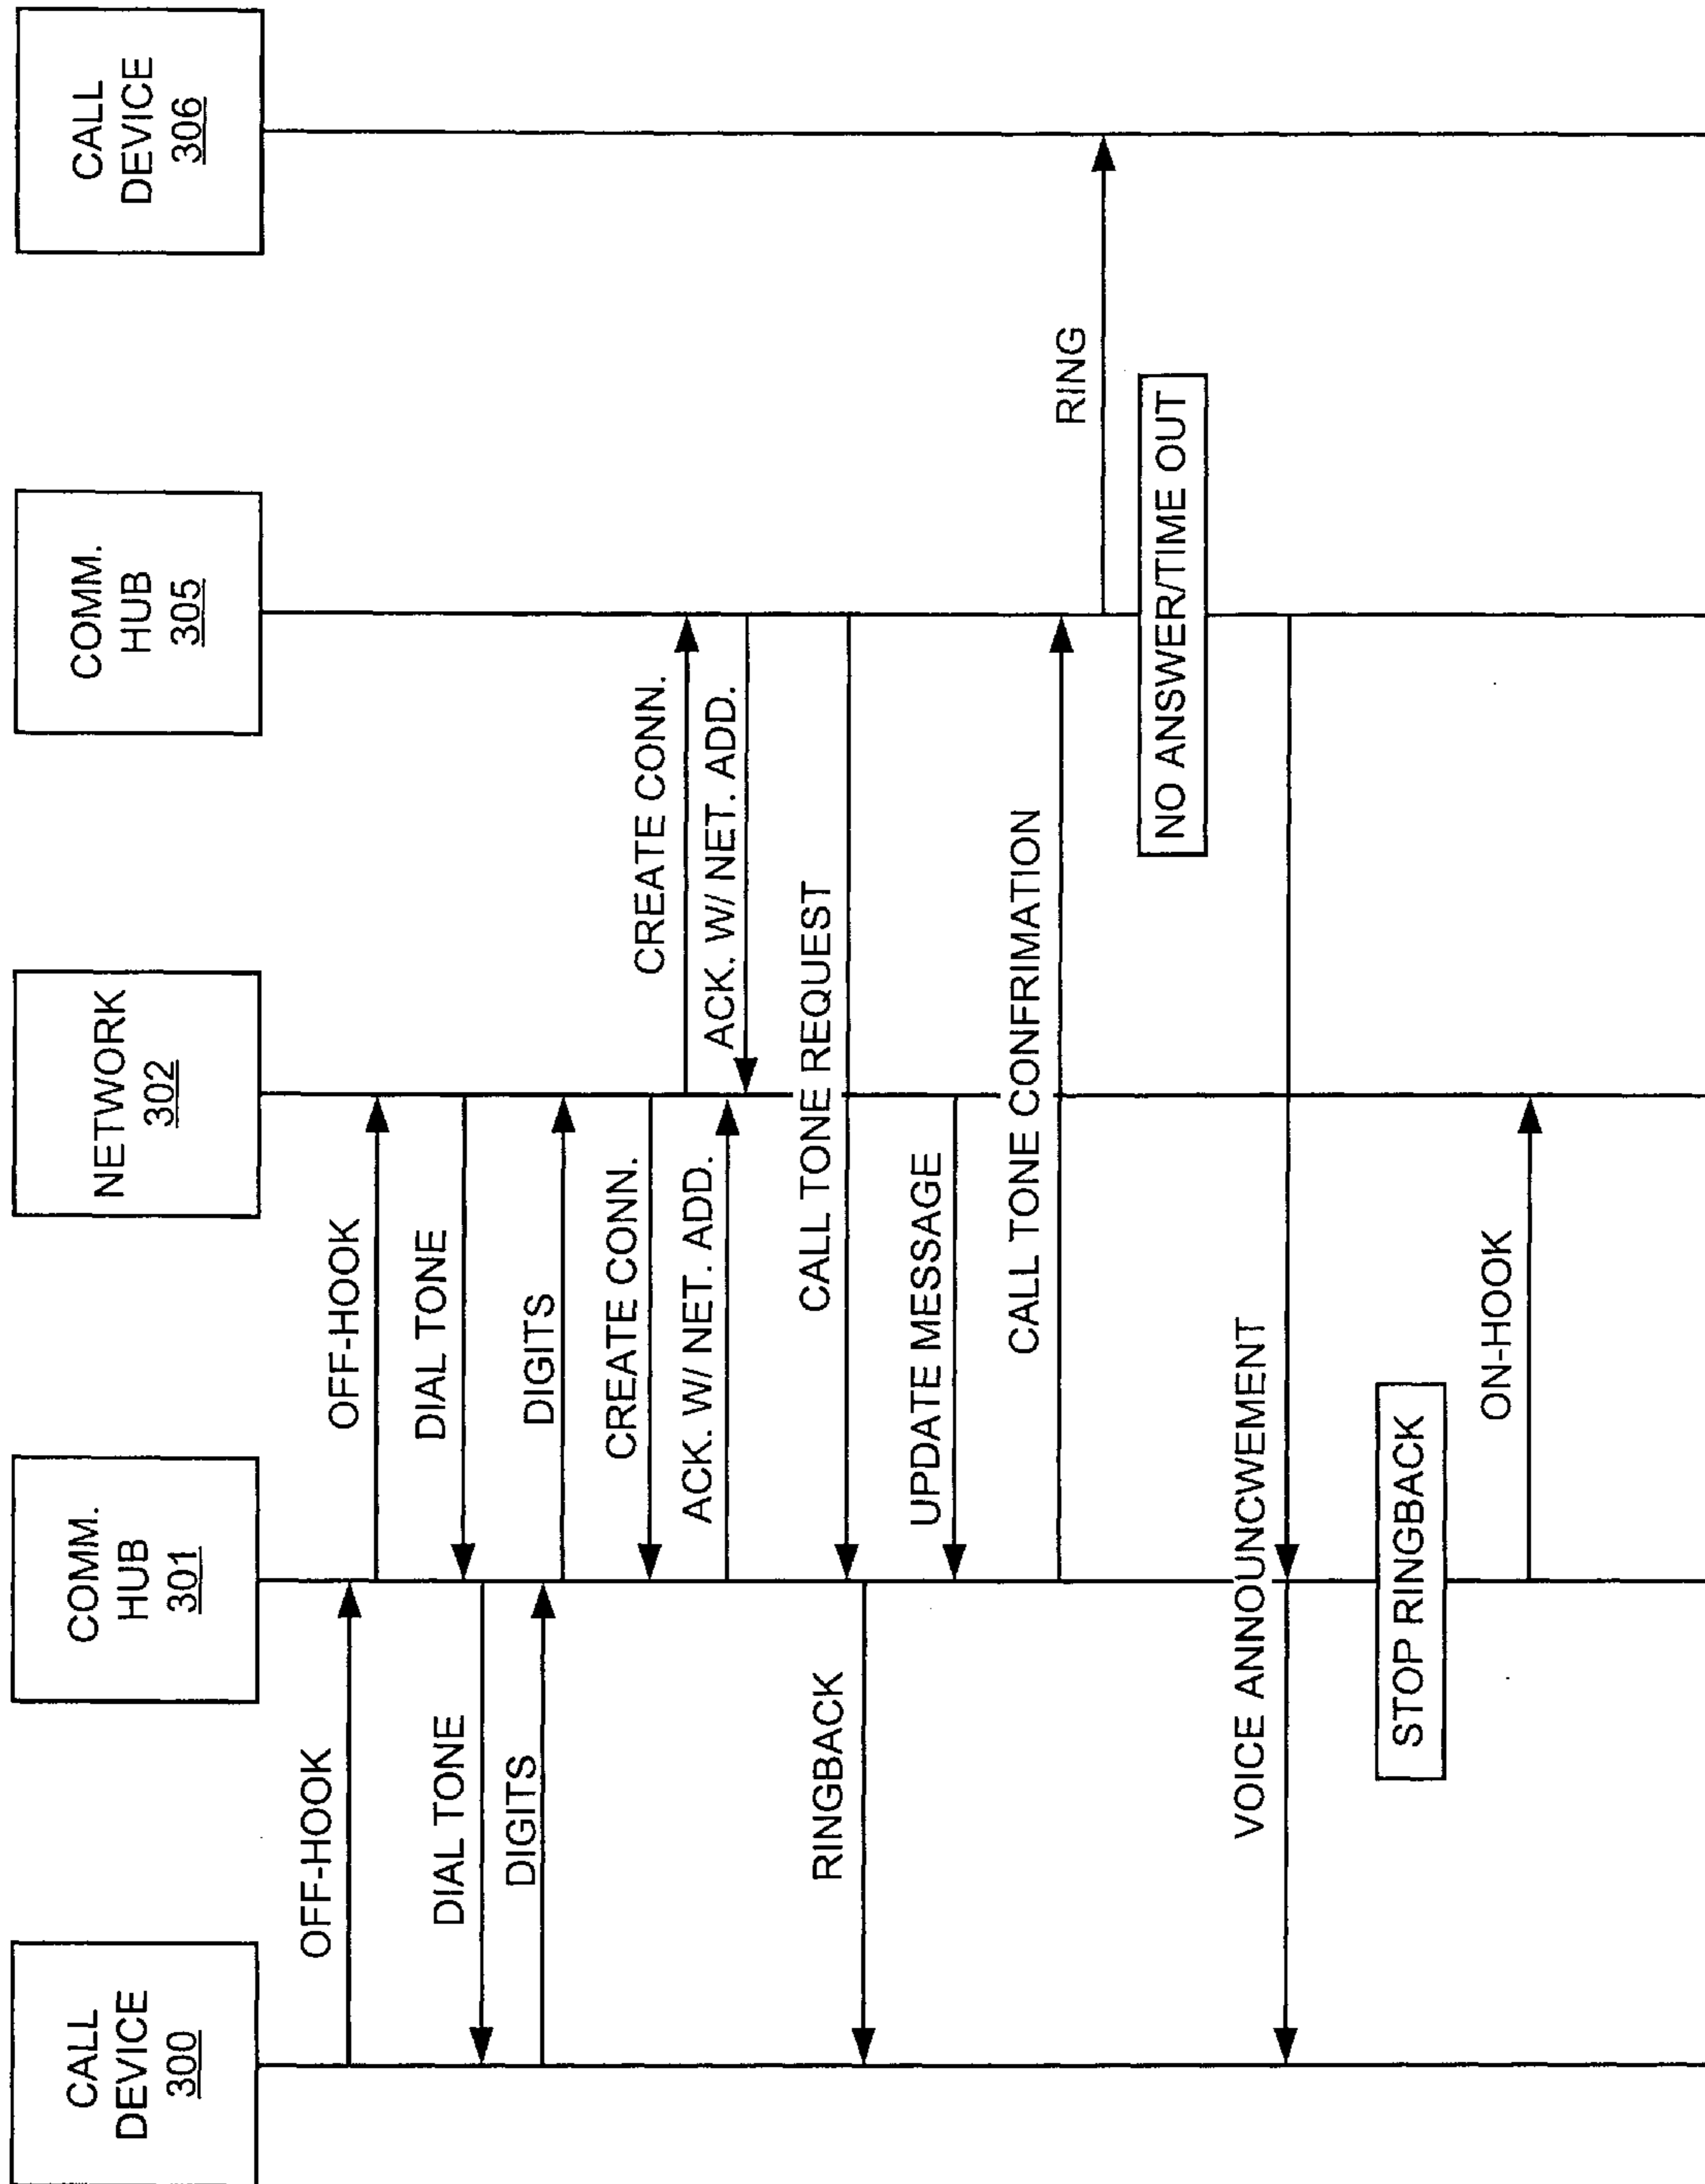 CALL
DEVICE
300
COMM.
HUB
301
NETWORK
302
COMM.
HUB
305
CALL
DEVICE
306
OFF-HOOK
OFF-HOOK
DIAL TONE
DIAL TONE
DIGITS
DIGITS
CREATE CONN.
CREATE CONN.
ACK. W/ NET. ADD.
ACK. W/ NET. ADD.
CALL TONE REQUEST
RINGBACK
UPDATE MESSAGE
CALL TONE CONFRIMATION
RING
NO ANSWER/TIME OUT
VOICE ANNOUNCWEMENT
STOP RINGBACK
ON-HOOK